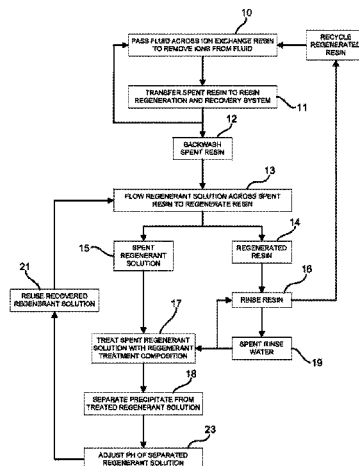 10
PASS FLUID ACROSS ION EXCHANGE RESIN
TO REMOVE IONS FROM FLUID
RECYCLE
REGENERATED
RESIN
TRANSFER SPENT RESIN TO RESIN
REGENERATION AND RECOVERY SYSTEM
11
12
BACKWASH
SPENT RESIN
13
FLOW REGENERANT SOLUTION ACROSS SPENT
RESIN TO REGENERATE RESIN
14
15
SPENT
REGENERANT
SOLUTION
REGENERATED
RESIN
21
16
REUSE RECOVERED
REGENERANT SOLUTION
RINSE RESIN
17
TREAT SPENT REGENERANT
SOLUTION WITH REGENERANT
TREATMENT COMPOSITION
SPENT RINSE
WATER
19
18
SEPARATE PRECIPITATE FROM
TREATED REGENERANT SOLUTION
23
ADJUST PH OF SEPARATED
REGENERANT SOLUTION